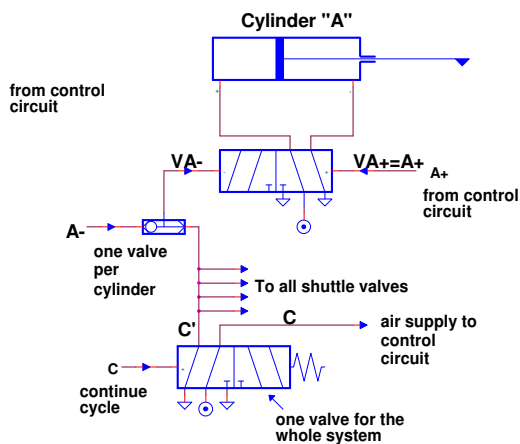 Cylinder "A"
from control
circuit
+
-
VA-
VA+=A+
-
+
A+
from control
circuit
A-
one valve
per
cylinder
To all shuttle valves
C'
C
air supply to
control
circuit
C
+
continue
cycle
one valve for the
whole system